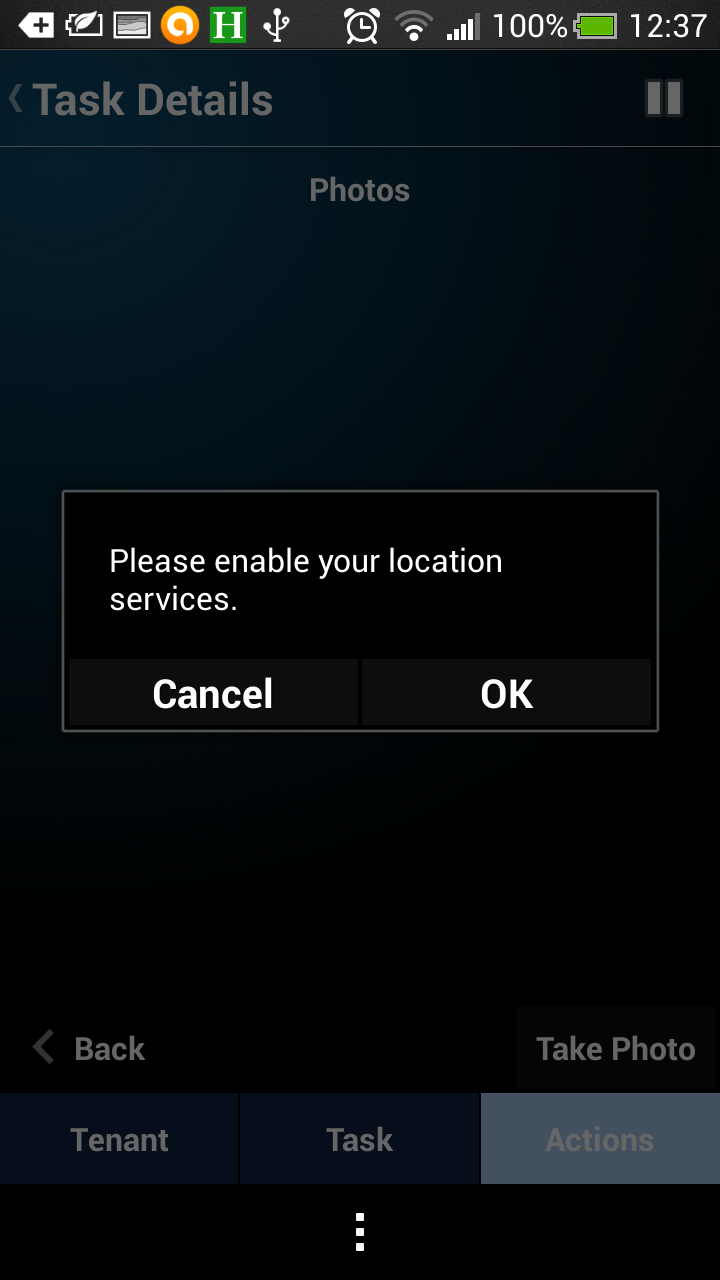 H 100% 12:37
Task Details
Photos
Please enable your location
services.
Cancel OK
Back Take Photo
Tenant Task Actions